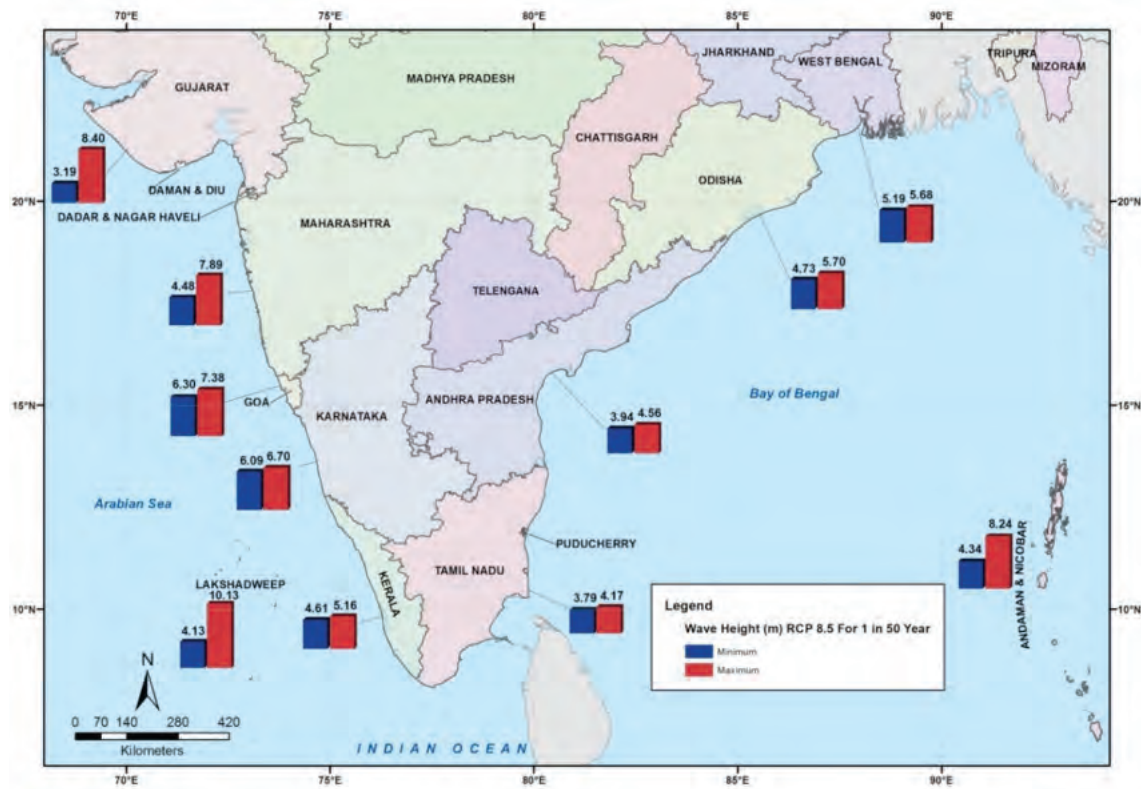 70°E 75°E 80°E 85°E 90°E
JHARKHAND
WEST BENGAL
TRIPURA
MIZORAM
MADHYA PRADESH
GUJARAT
CHATTISGARH
8.40
3.19
ODISHA
DAMAN & DIU
20°N
20°N
DADAR & NAGAR HAVELI
MAHARASHTRA
5.19 5.68
7.89
4.48
4.73 5.70
TELENGANA
6.30 7.38
GOA
ANDHRA PRADESH
Bay of Bengal
15°N
15°N
KARNATAKA
3.94 4.56
6.09 6.70
Arabian Sea
8.24
4.34
ANDAMAN & NICOBAR
PUDUCHERRY
TAMIL NADU
KERALA
LAKSHADWEEP
10.13
4.13
4.61 5.16
3.79 4.17
10°N
10°N
Legend
Wave Height (m) RCP 8.5 For 1 in 50 Year
Minimum
Maximum
N
0 70 140 280 420
Kilometers
INDIAN OCEAN
70°E 75°E 80°E 85°E 90°E